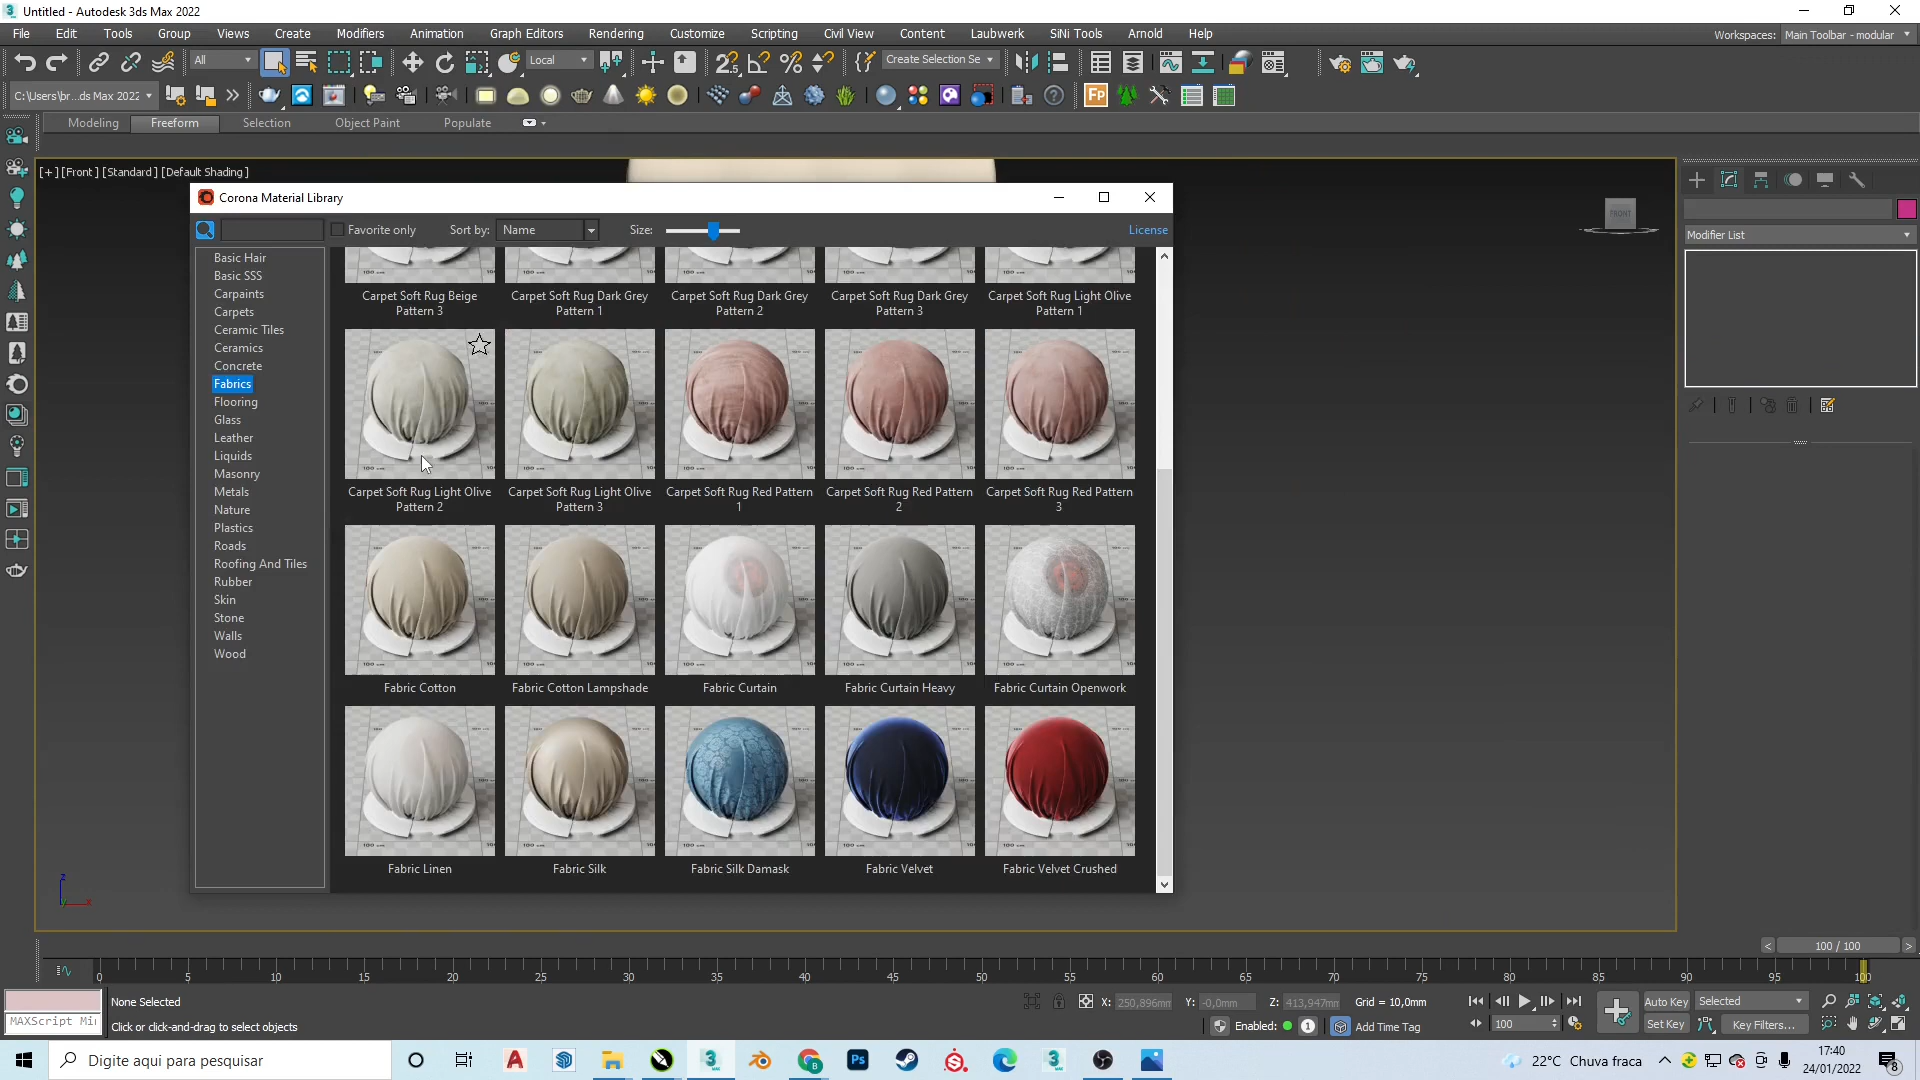 Untitled - Autodesk 3ds Max 2022
File Edit Tools Group Views Create Modifiers Animation Graph Editors Rendering Customize Scripting Civil View Content Laubwerk SiNi Tools Arnold Help
Workspaces: Main Toolbar - modular
All
Local
Create Selection Se
C:\Users\br...ds Max 2022
Modeling Freeform Selection Object Paint Populate
[+] [Front] [Standard] [Default Shading]
Corona Material Library
Favorite only Sort by: Name Size: License
FRONT
Modifier List
Basic Hair
Basic SSS
Carpaints
Carpets
Ceramic Tiles
Ceramics
Concrete
Fabrics
Flooring
Glass
Leather
Liquids
Masonry
Metals
Nature
Plastics
Roads
Roofing And Tiles
Rubber
Skin
Stone
Walls
Wood
Carpet Soft Rug Beige
Pattern 3
Carpet Soft Rug Dark Grey
Pattern 1
Carpet Soft Rug Dark Grey
Pattern 2
Carpet Soft Rug Dark Grey
Pattern 3
Carpet Soft Rug Light Olive
Pattern 1
Carpet Soft Rug Light Olive
Pattern 2
Carpet Soft Rug Light Olive
Pattern 3
Carpet Soft Rug Red Pattern
1
Carpet Soft Rug Red Pattern
2
Carpet Soft Rug Red Pattern
3
Fabric Cotton
Fabric Cotton Lampshade
Fabric Curtain
Fabric Curtain Heavy
Fabric Curtain Openwork
Fabric Linen
Fabric Silk
Fabric Silk Damask
Fabric Velvet
Fabric Velvet Crushed
z
x
100 / 100
0 5 10 15 20 25 30 35 40 45 50 55 60 65 70 75 80 85 90 95 100
None Selected
X: 250,896mm Y: -0,0mm Z: 413,947mm Grid = 10,0mm
Auto Key Selected
MAXScript Mi
Click or click-and-drag to select objects
Enabled: 1 Add Time Tag
100
Set Key Key Filters...
Digite aqui para pesquisar
22°C Chuva fraca
17:40
24/01/2022
8